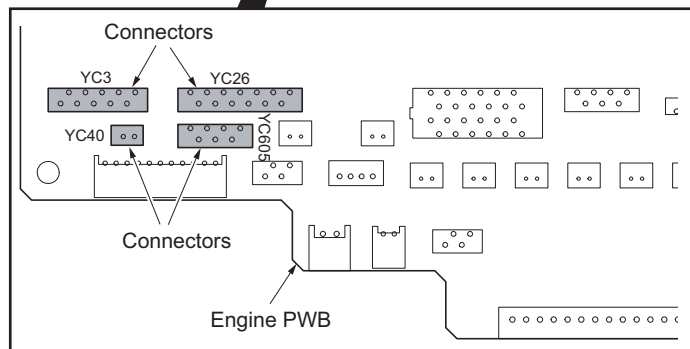 Connectors
YC3
YC26
YC40
YC605
Connectors
Engine PWB